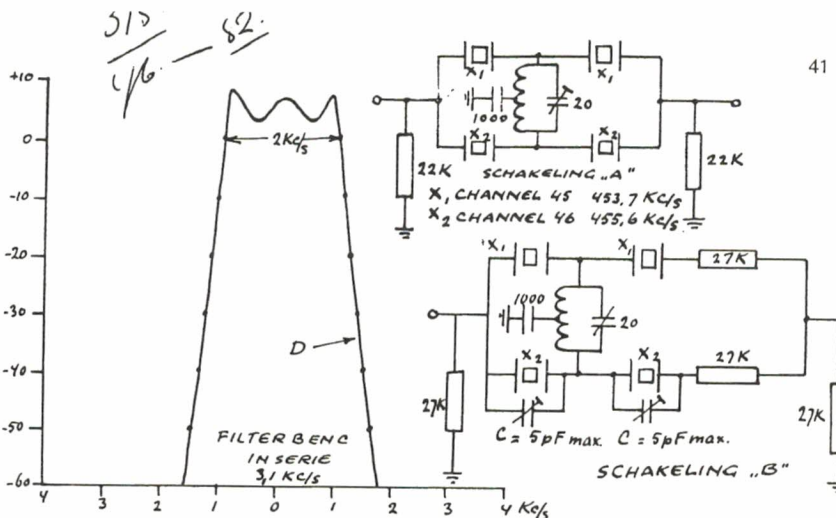 82.
41
+10
0
-10
-20
-30
-40
-50
-60
4 3 2 1 0 1 2 3 4 Kc/s
2Kc/s
D
FILTER B EN C
IN SERIE
3,1 KC/s
X1 X1
1000
20
X2 X2
22K
22K
SCHAKELING „A"
X1 CHANNEL 45 453,7 Kc/s
X2 CHANNEL 46 455,6 Kc/s
X1 X1
27K
1000
20
X2 X2
27K
27K
27K
C = 5pF max. C = 5pF max.
SCHAKELING „B"